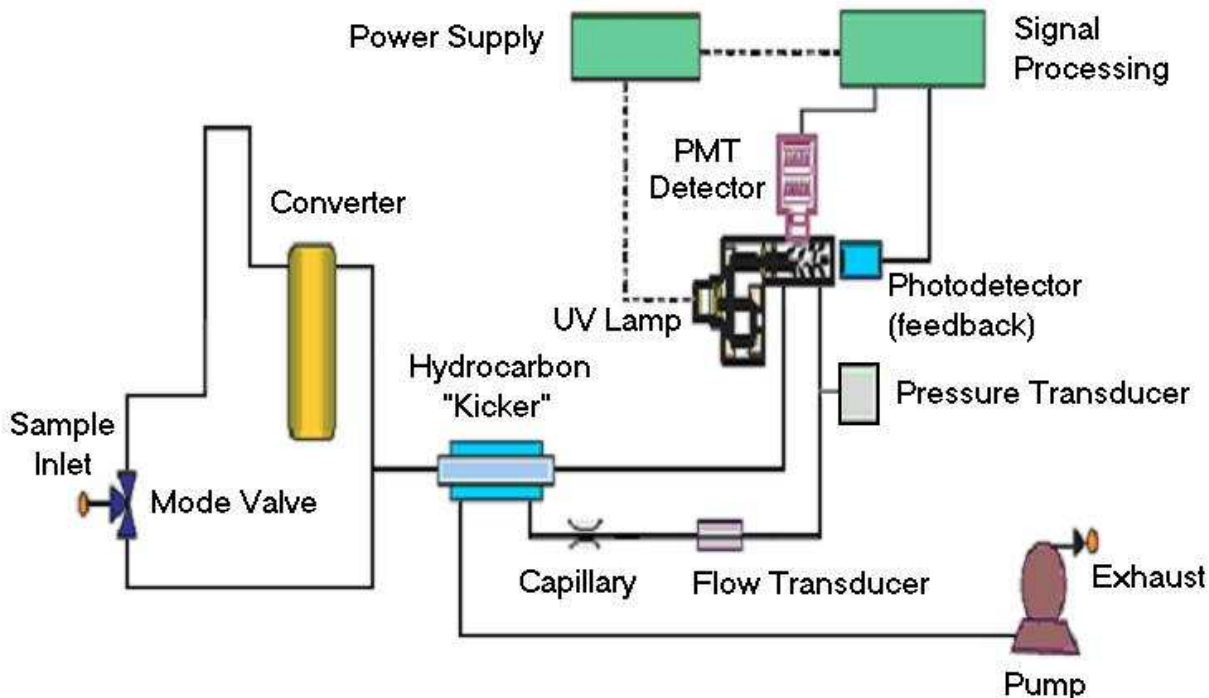 Power Supply
Signal
Processing
PMT
Detector
Converter
UV Lamp
Photodetector
(feedback)
Hydrocarbon
"Kicker"
Pressure Transducer
Sample
Inlet
Mode Valve
Capillary
Flow Transducer
Exhaust
Pump